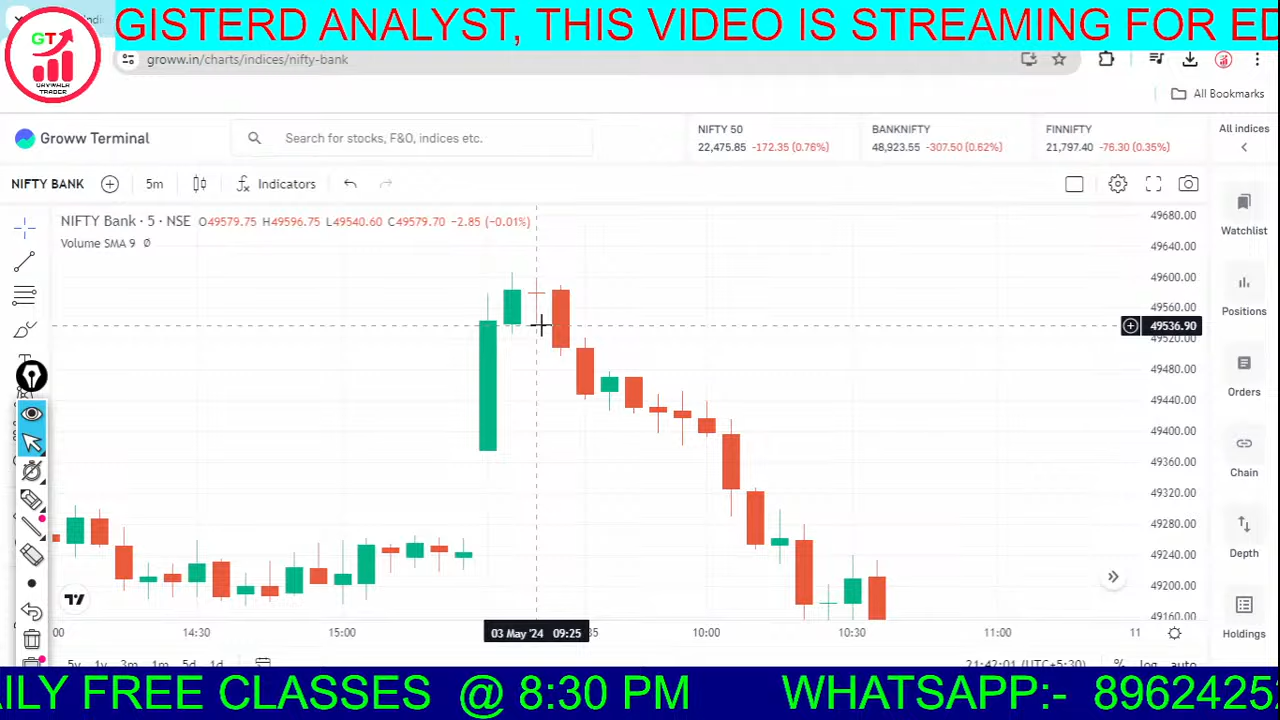 GISTERD ANALYST, THIS VIDEO IS STREAMING FOR ED
GT
TRADER
groww.in/charts/indices/nifty-bank
All Bookmarks
Groww Terminal
Search for stocks, F&O, indices etc.
NIFTY 50
22,475.85 -172.35 (0.76%)
BANKNIFTY
48,923.55 -307.50 (0.62%)
FINNIFTY
21,797.40 -76.30 (0.35%)
All indices
NIFTY BANK
5m
Indicators
NIFTY Bank · 5 · NSE O49579.75 H49596.75 L49540.60 C49579.70 −2.85 (−0.01%)
Volume SMA 9 Ø
49680.00
49640.00
49600.00
49560.00
49536.90
49520.00
49480.00
49440.00
49400.00
49360.00
49320.00
49280.00
49240.00
49200.00
49160.00
Watchlist
Positions
Orders
Chain
Depth
Holdings
:00 14:30 15:00 03 May '24 09:25 :35 10:00 10:30 11:00 11
5y 1y 3m 1m 5d 1d
21:42:01 (UTC+5:30) % log auto
AILY FREE CLASSES @ 8:30 PM WHATSAPP:- 8962425